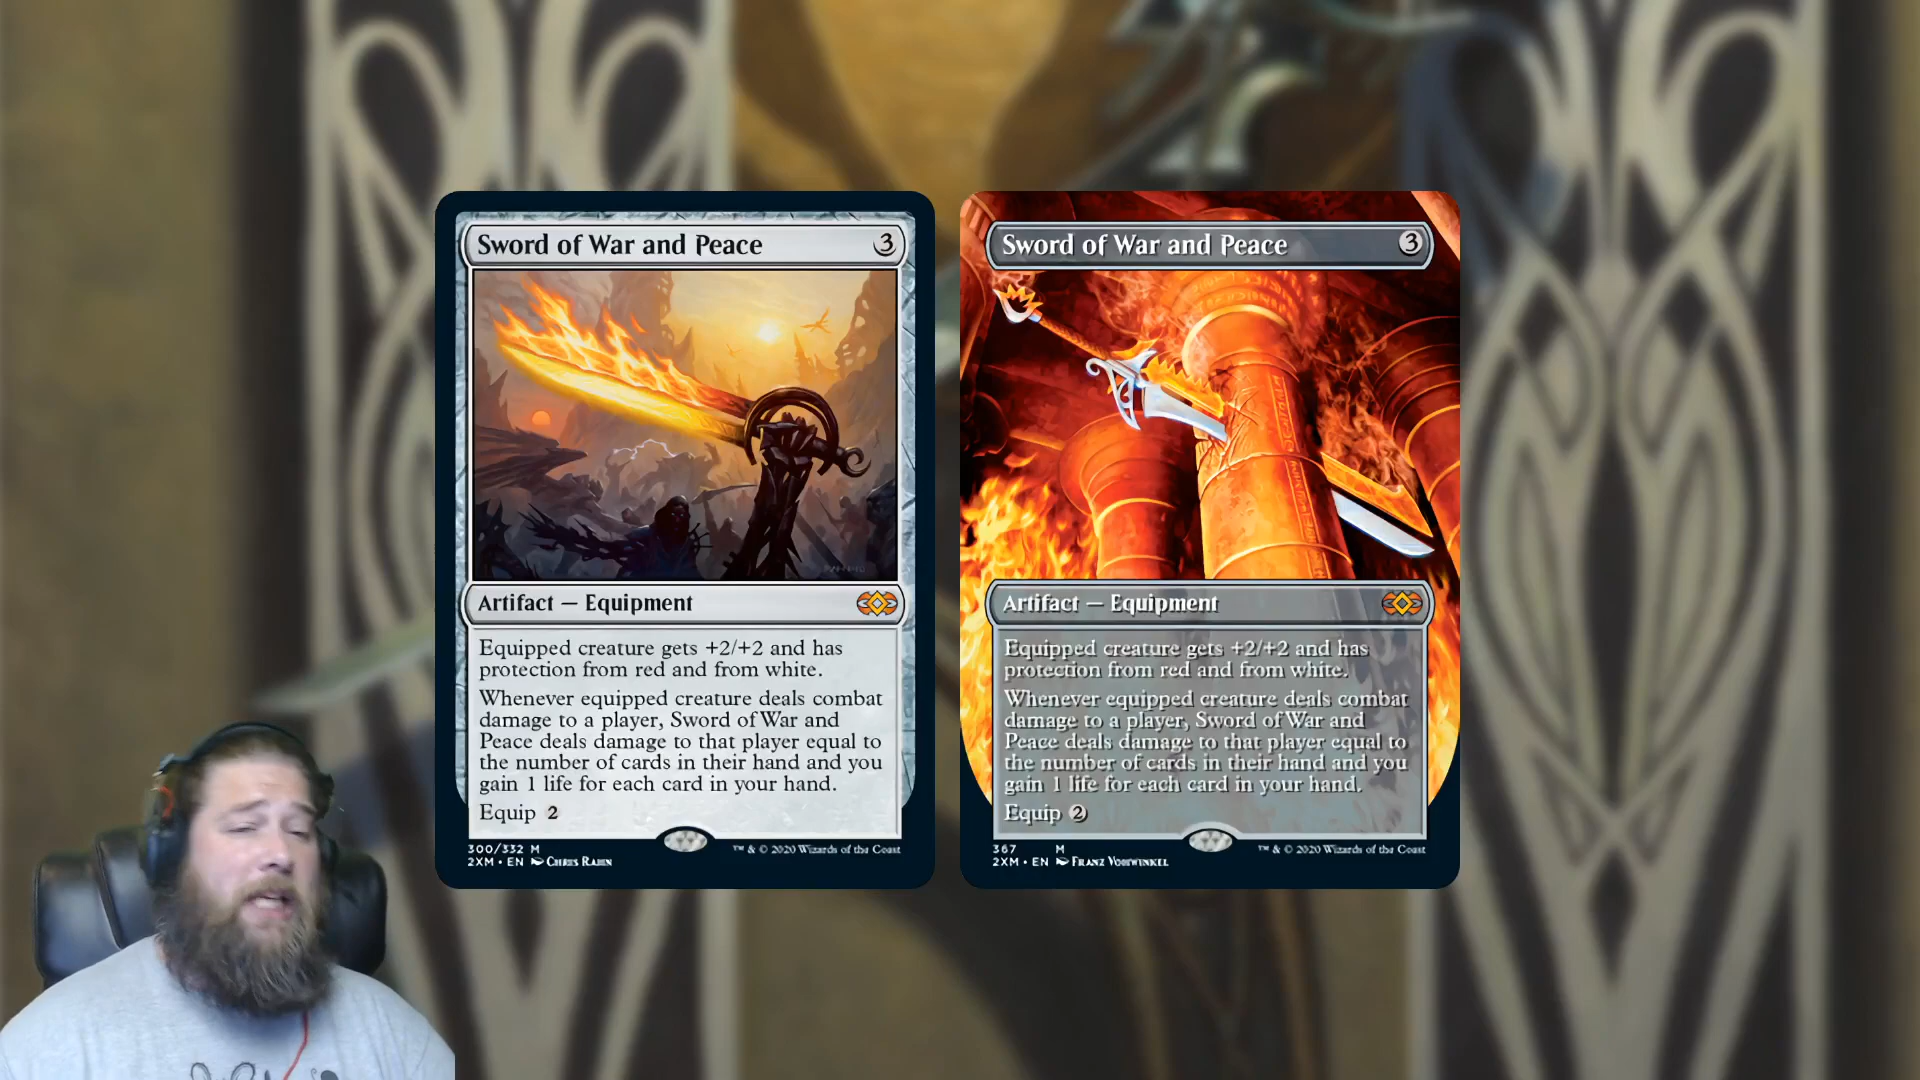 Sword of War and Peace 3
Artifact — Equipment
Equipped creature gets +2/+2 and has
protection from red and from white.
Whenever equipped creature deals combat
damage to a player, Sword of War and
Peace deals damage to that player equal to
the number of cards in their hand and you
gain 1 life for each card in your hand.
Equip 2
300/332 M
2XM • EN Chris Rahn
™ & © 2020 Wizards of the Coast
Sword of War and Peace 3
Artifact — Equipment
Equipped creature gets +2/+2 and has
protection from red and from white.
Whenever equipped creature deals combat
damage to a player, Sword of War and
Peace deals damage to that player equal to
the number of cards in their hand and you
gain 1 life for each card in your hand.
Equip 2
367 M
2XM • EN Franz Vohwinkel
™ & © 2020 Wizards of the Coast